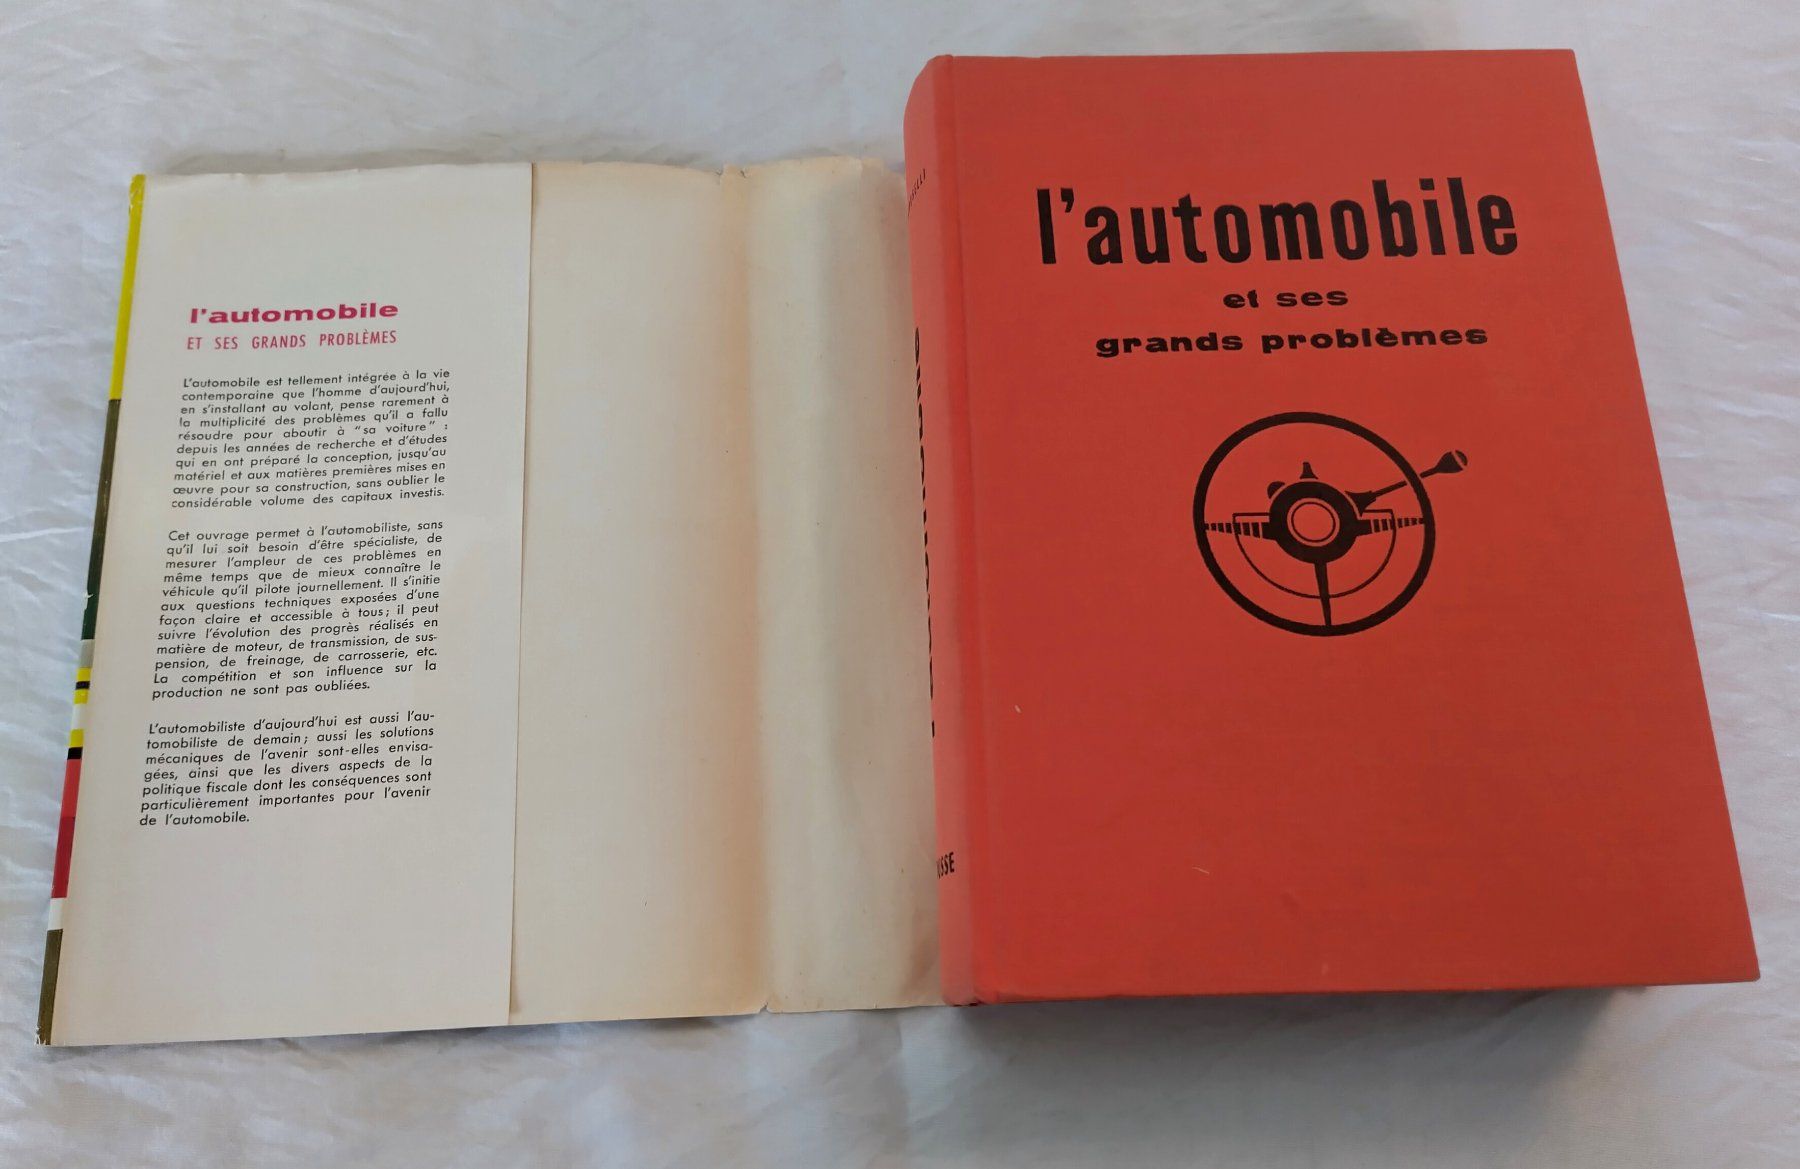 l'automobile
ET SES GRANDS PROBLÈMES
L'automobile est tellement intégrée à la vie
contemporaine que l'homme d'aujourd'hui,
en s'installant au volant, pense rarement à
la multiplicité des problèmes qu'il a fallu
résoudre pour aboutir à "sa voiture" :
depuis les années de recherche et d'études
qui en ont préparé la conception, jusqu'au
matériel et aux matières premières mises en
œuvre pour sa construction, sans oublier le
considérable volume des capitaux investis.
Cet ouvrage permet à l'automobiliste, sans
qu'il lui soit besoin d'être spécialiste, de
mesurer l'ampleur de ces problèmes en
même temps que de mieux connaître le
véhicule qu'il pilote journellement. Il s'initie
aux questions techniques exposées d'une
façon claire et accessible à tous; il peut
suivre l'évolution des progrès réalisés en
matière de moteur, de transmission, de sus-
pension, de freinage, de carrosserie, etc.
La compétition et son influence sur la
production ne sont pas oubliées.
L'automobiliste d'aujourd'hui est aussi l'au-
tomobiliste de demain; aussi les solutions
mécaniques de l'avenir sont-elles envisa-
gées, ainsi que les divers aspects de la
politique fiscale dont les conséquences sont
particulièrement importantes pour l'avenir
de l'automobile.
l'automobile
et ses
grands problèmes